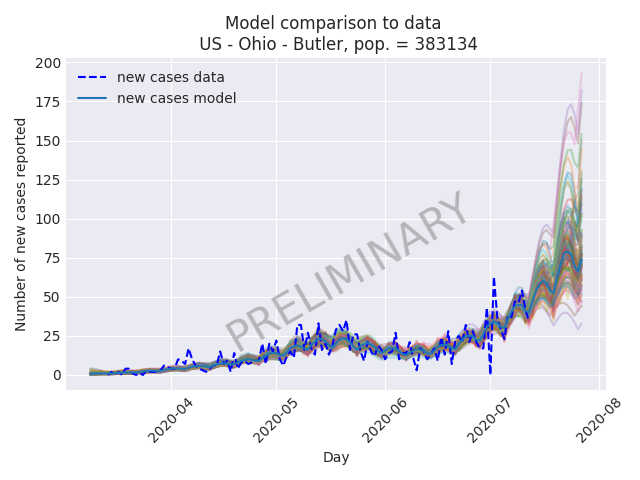 Model comparison to data
US - Ohio - Butler, pop. = 383134
200
175
150
125
100
75
50
25
0
Number of new cases reported
new cases data
new cases model
PRELIMINARY
2020-04
2020-05
2020-06
2020-07
2020-08
Day